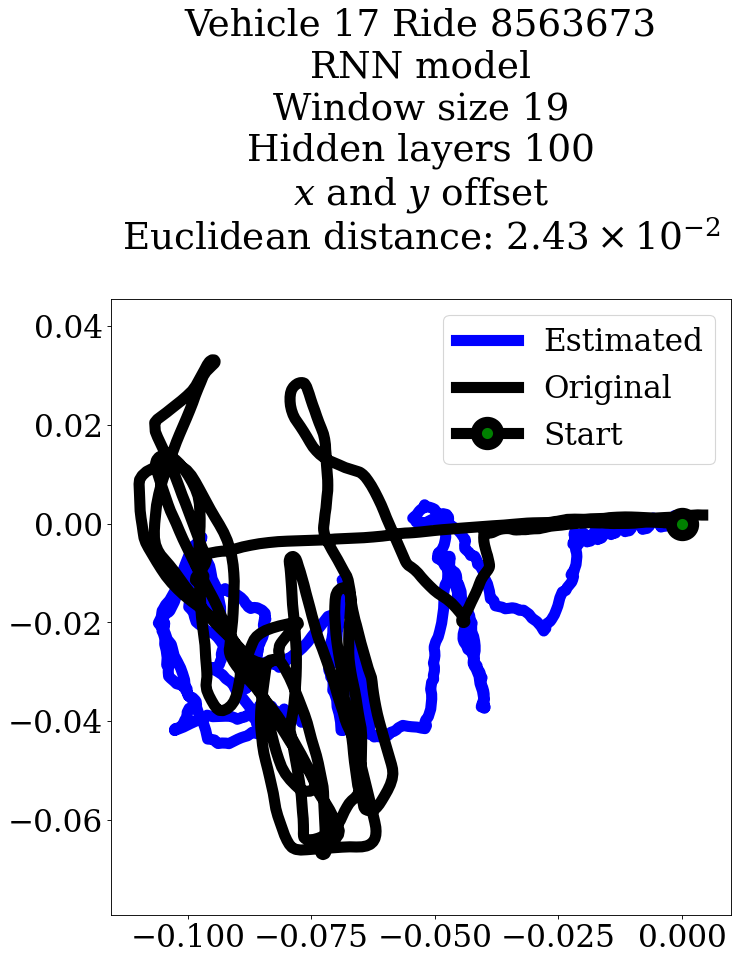 Vehicle 17 Ride 8563673
RNN model
Window size 19
Hidden layers 100
x and y offset
Euclidean distance: 2.43 × 10⁻²
Estimated
Original
Start
0.04
0.02
0.00
−0.02
−0.04
−0.06
−0.100 −0.075 −0.050 −0.025 0.000